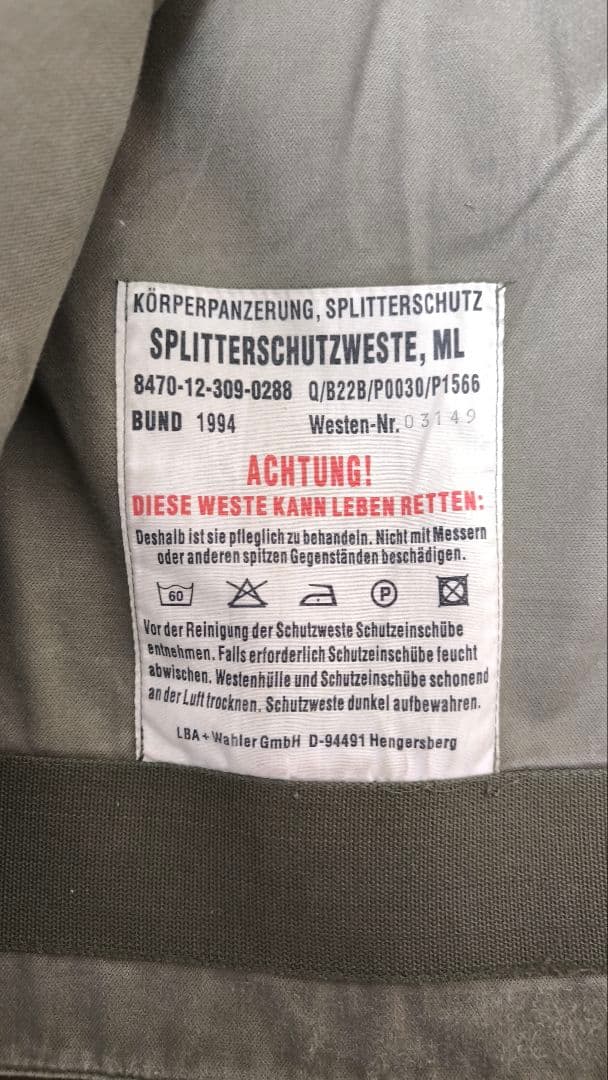 KÖRPERPANZERUNG, SPLITTERSCHUTZ
SPLITTERSCHUTZWESTE, ML
8470-12-309-0288 Q/B22B/P0030/P1566
BUND 1994 Westen-Nr. 03149
ACHTUNG!
DIESE WESTE KANN LEBEN RETTEN:
Deshalb ist sie pfleglich zu behandeln. Nicht mit Messern
oder anderen spitzen Gegenständen beschädigen.
60 P
Vor der Reinigung der Schutzweste Schutzeinschübe
entnehmen. Falls erforderlich Schutzeinschübe feucht
abwischen. Westenhülle und Schutzeinschübe schonend
an der Luft trocknen. Schutzweste dunkel aufbewahren.
LBA + Wahler GmbH D-94491 Hengersberg